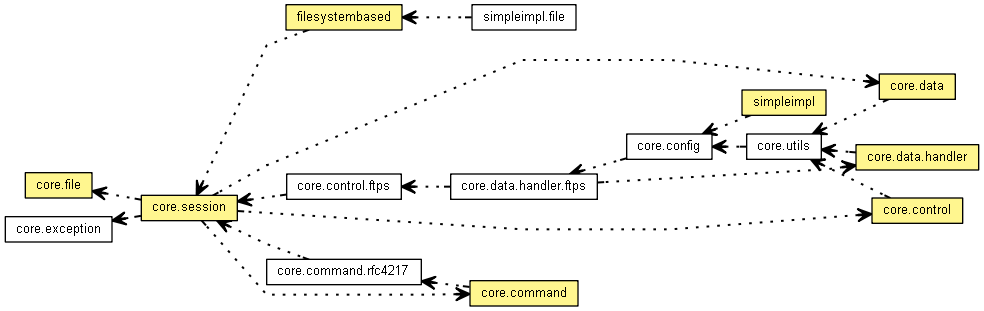 filesystembased
simpleimpl.file
core.data
simpleimpl
core.config
core.utils
core.data.handler
core.file
core.control.ftps
core.data.handler.ftps
core.session
core.control
core.exception
core.command.rfc4217
core.command